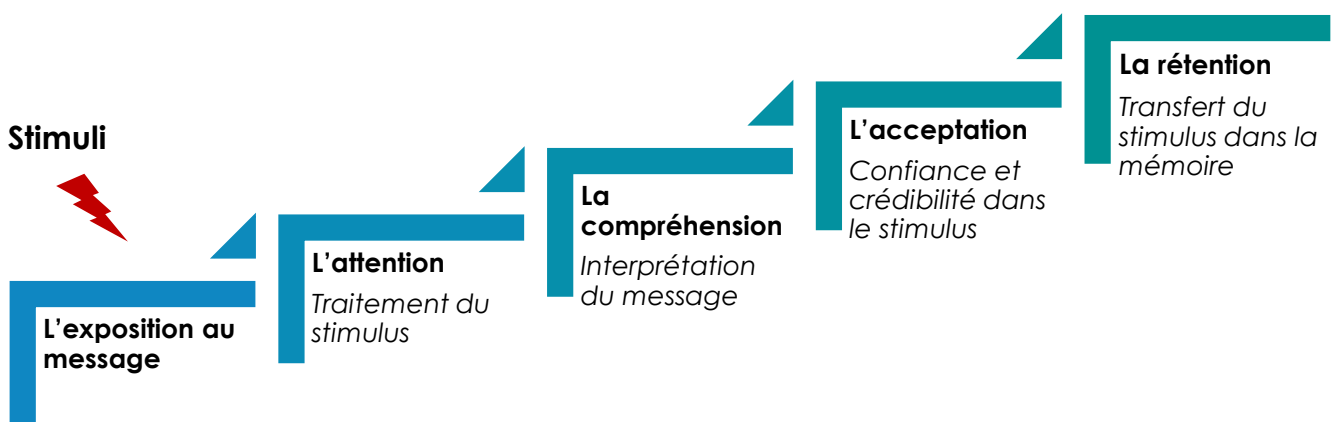 Stimuli
L’exposition au
message
L’attention
Traitement du
stimulus
La
compréhension
Interprétation
du message
L’acceptation
Confiance et
crédibilité dans
le stimulus
La rétention
Transfert du
stimulus dans la
mémoire